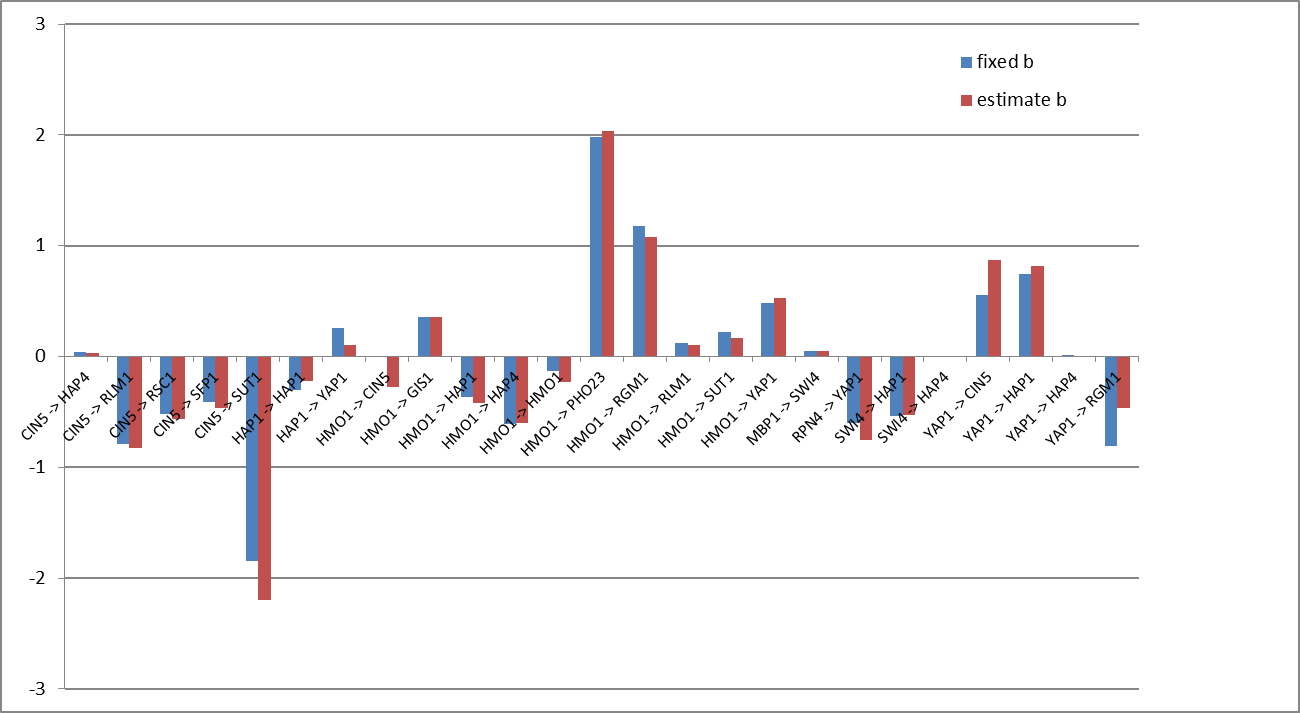 3
fixed b
estimate b
2
1
0
-1
-2
-3
CIN5 -> HAP4
CIN5 -> RLM1
CIN5 -> RSC1
CIN5 -> SFP1
CIN5 -> SUT1
HAP1 -> HAP1
HAP1 -> YAP1
HMO1 -> CIN5
HMO1 -> GIS1
HMO1 -> HAP1
HMO1 -> HAP4
HMO1 -> HMO1
HMO1 -> PHO23
HMO1 -> RGM1
HMO1 -> RLM1
HMO1 -> SUT1
HMO1 -> YAP1
MBP1 -> SWI4
RPN4 -> YAP1
SWI4 -> HAP1
SWI4 -> HAP4
YAP1 -> CIN5
YAP1 -> HAP1
YAP1 -> HAP4
YAP1 -> RGM1